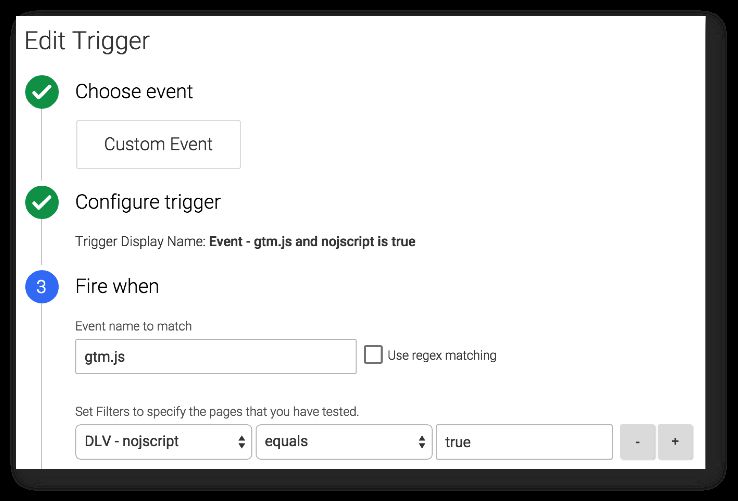 Edit Trigger
Choose event
Custom Event
Configure trigger
Trigger Display Name: Event - gtm.js and nojscript is true
3 Fire when
Event name to match
gtm.js Use regex matching
Set Filters to specify the pages that you have tested.
DLV - nojscript equals true - +